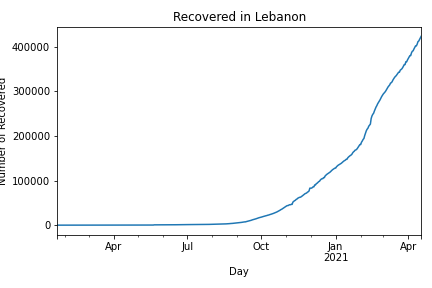 Recovered in Lebanon
Number of Recovered
400000
300000
200000
100000
0
Apr
Jul
Oct
Jan
2021
Apr
Day